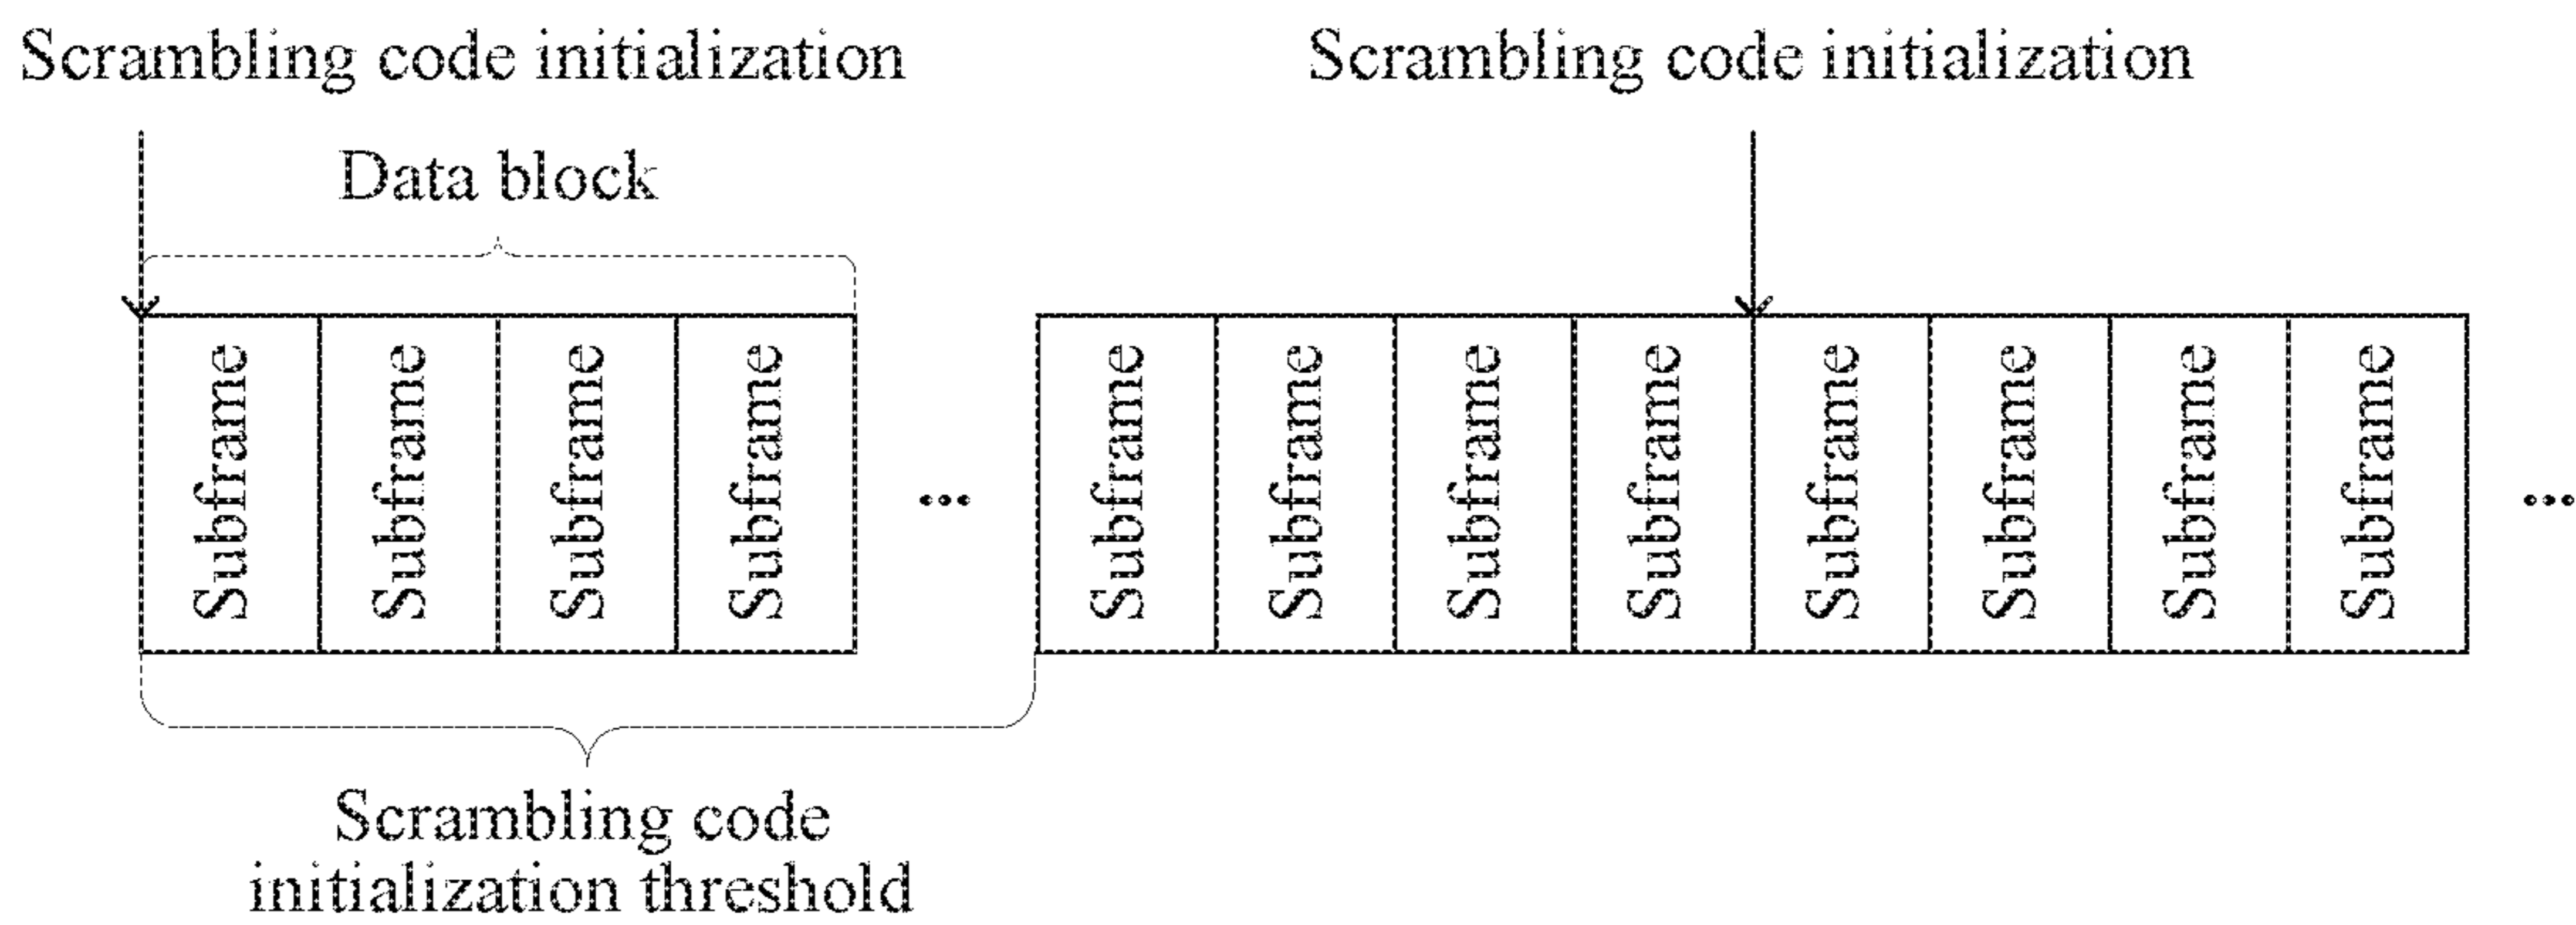 Scrambling code initialization
Scrambling code initialization
Data block
Subframe
Subframe
Subframe
Subframe
...
Subframe
Subframe
Subframe
Subframe
Subframe
Subframe
Subframe
Subframe
...
Scrambling code
initialization threshold